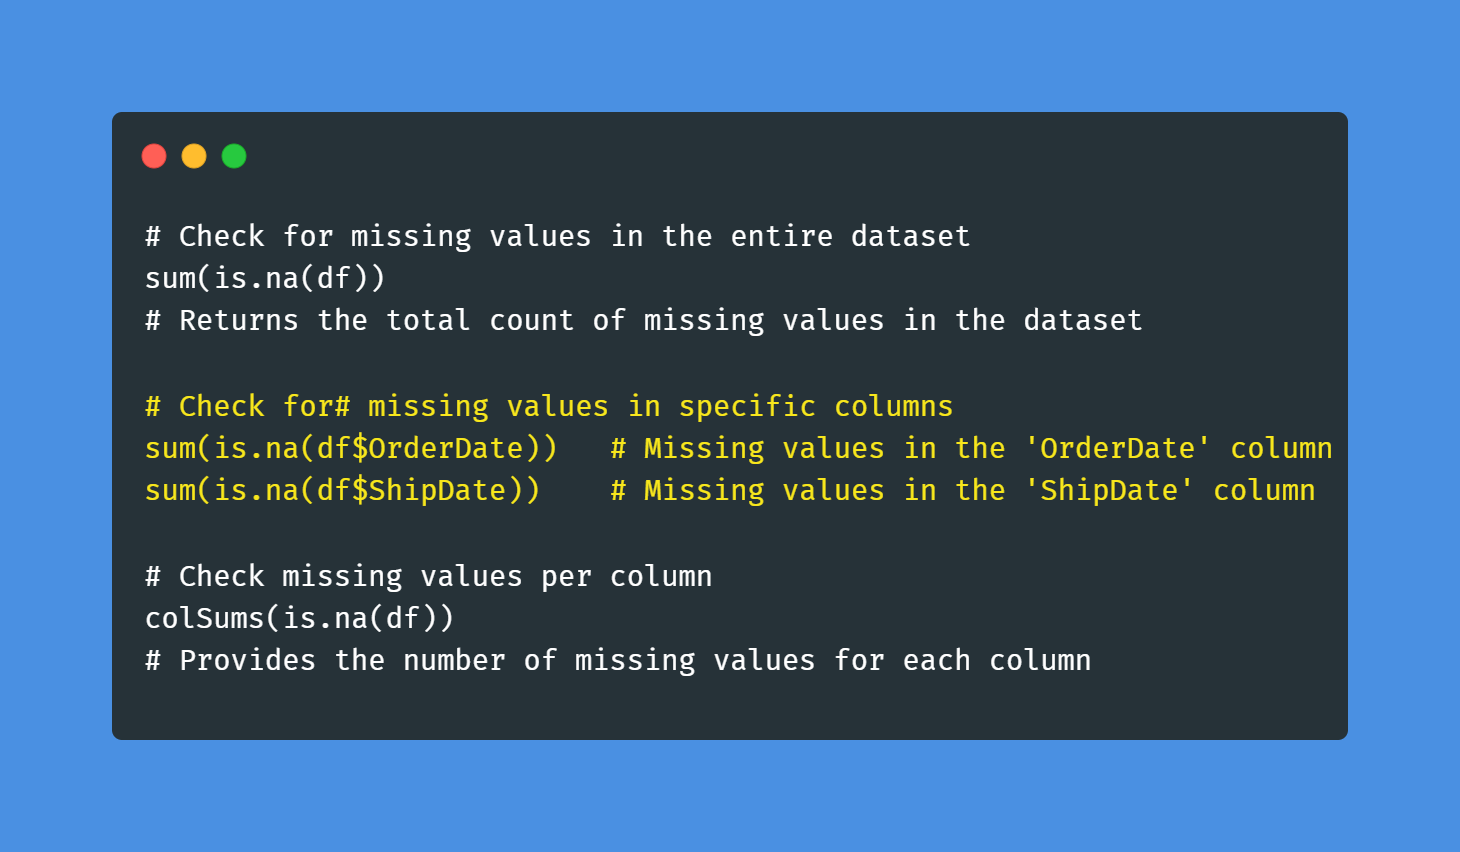 # Check for missing values in the entire dataset
sum(is.na(df))
# Returns the total count of missing values in the dataset
# Check for# missing values in specific columns
sum(is.na(df$OrderDate))   # Missing values in the 'OrderDate' column
sum(is.na(df$ShipDate))    # Missing values in the 'ShipDate' column
# Check missing values per column
colSums(is.na(df))
# Provides the number of missing values for each column